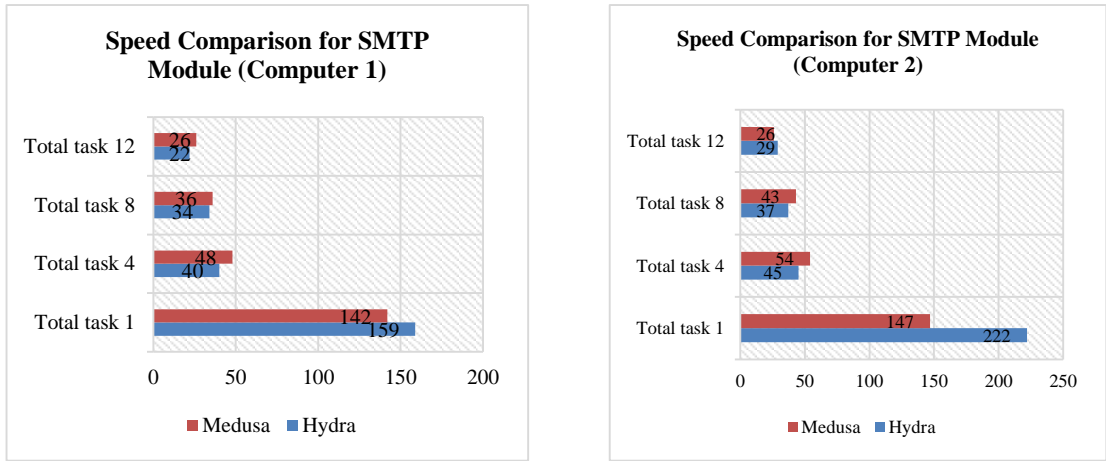 Speed Comparison for SMTP
Module (Computer 1)
Total task 12
26
22
Total task 8
36
34
Total task 4
48
40
Total task 1
142
159
0 50 100 150 200
Medusa Hydra
Speed Comparison for SMTP Module
(Computer 2)
Total task 12
26
29
Total task 8
43
37
Total task 4
54
45
Total task 1
147
222
0 50 100 150 200 250
Medusa Hydra